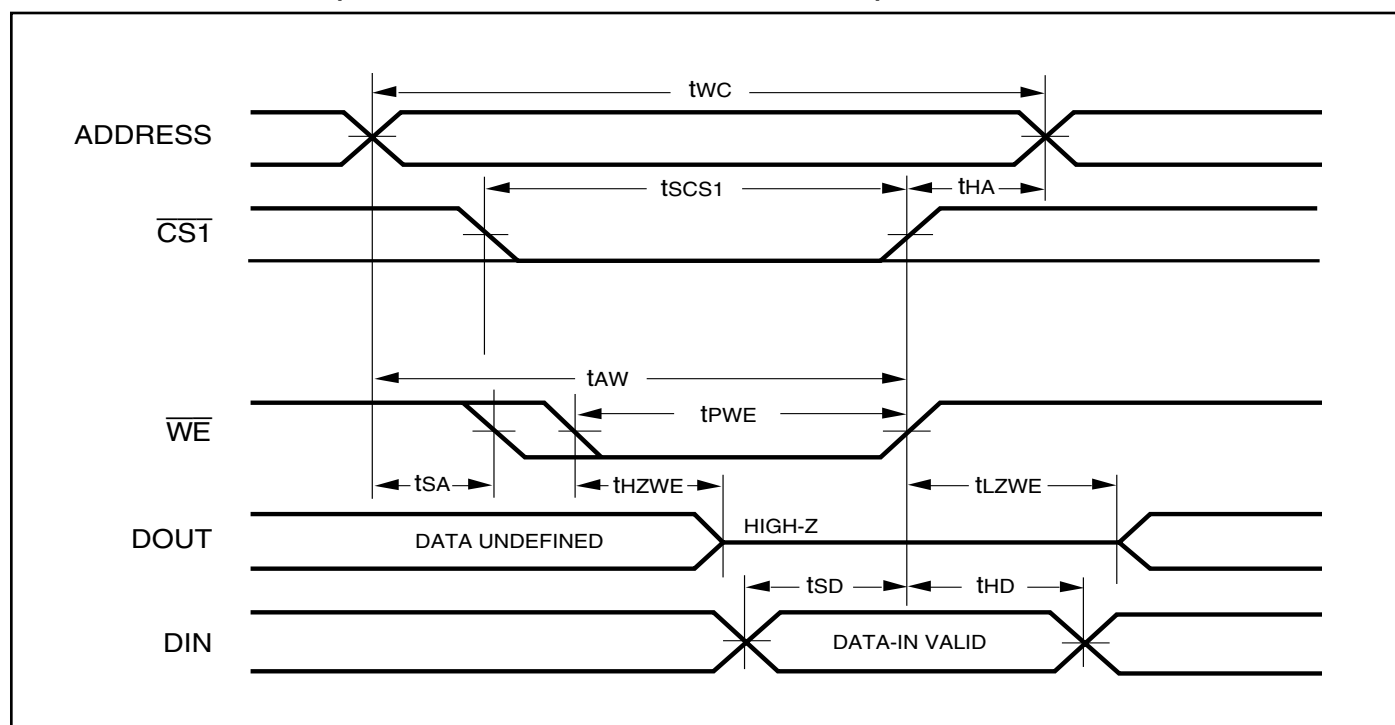 tWC
ADDRESS
tSCS1
tHA
CS1
tAW
tPWE
WE
tSA
tHZWE
tLZWE
DOUT
DATA UNDEFINED
HIGH-Z
tSD
tHD
DIN
DATA-IN VALID